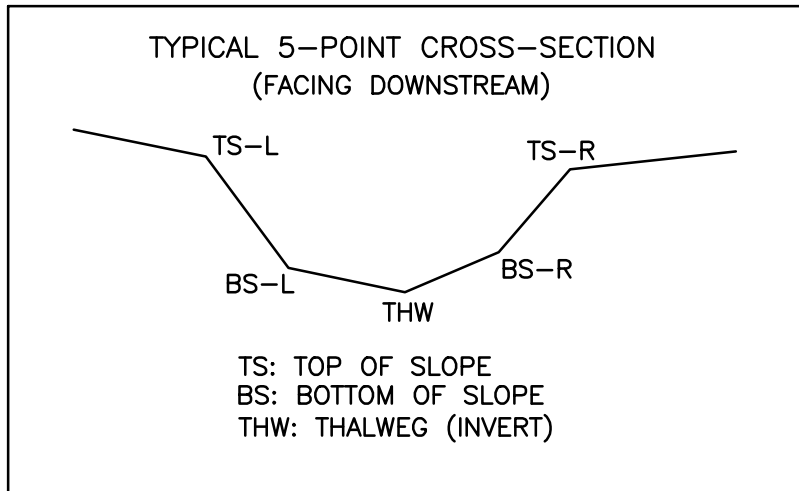 TYPICAL 5-POINT CROSS-SECTION
(FACING DOWNSTREAM)
TS-L
TS-R
BS-L
BS-R
THW
TS: TOP OF SLOPE
BS: BOTTOM OF SLOPE
THW: THALWEG (INVERT)